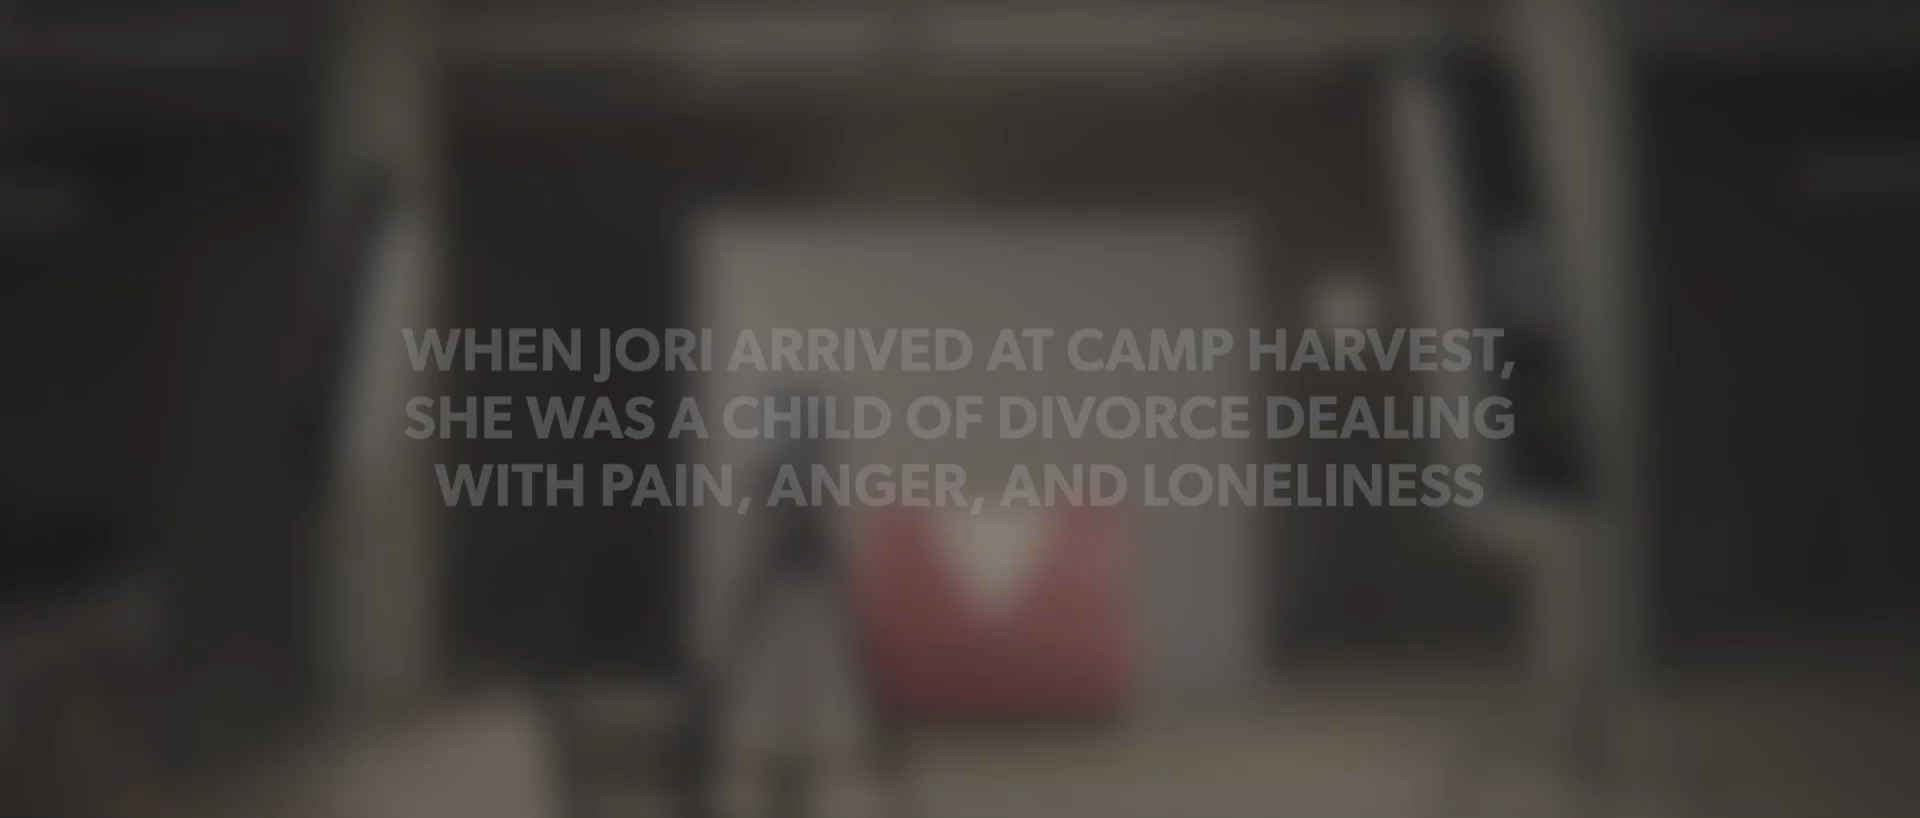 WHEN JORI ARRIVED AT CAMP HARVEST,
SHE WAS A CHILD OF DIVORCE DEALING
WITH PAIN, ANGER, AND LONELINESS